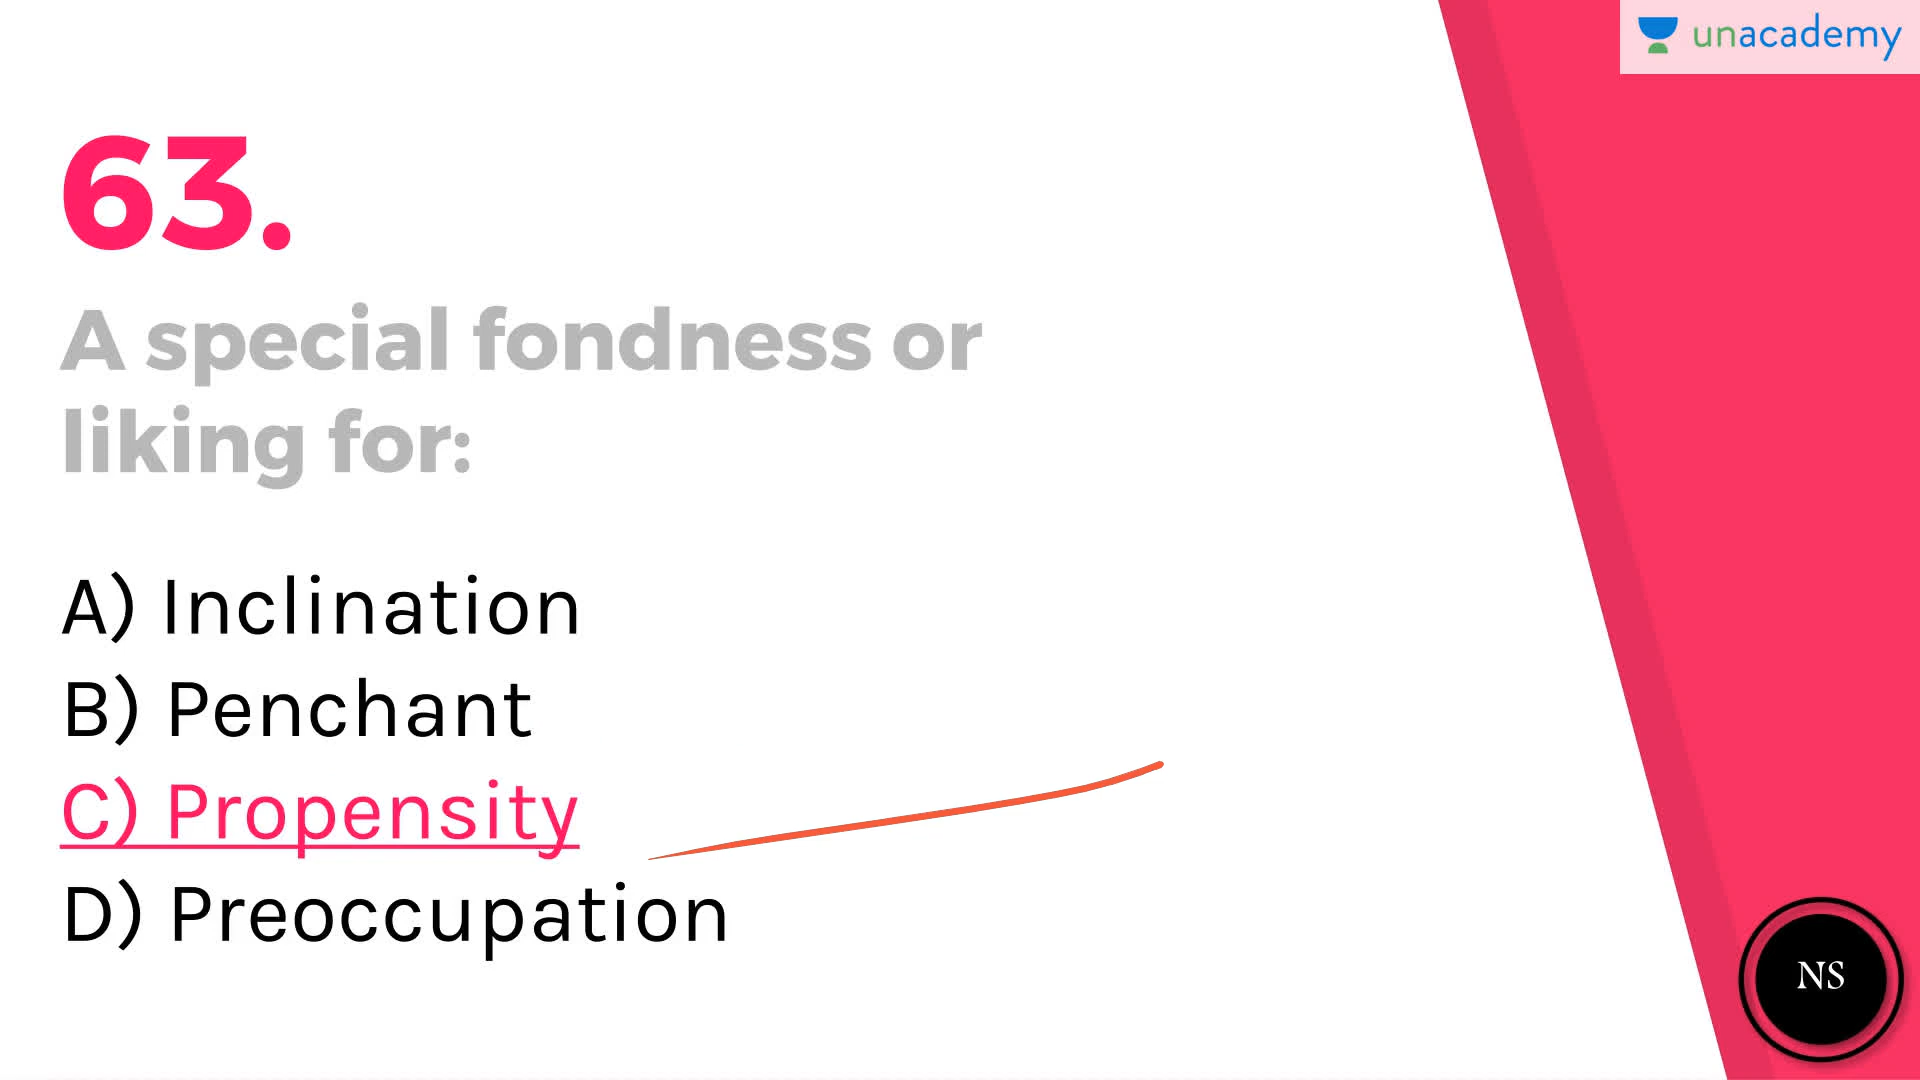 unacademy
63.
A special fondness or
liking for:
A) Inclination
B) Penchant
C) Propensity
D) Preoccupation
NS